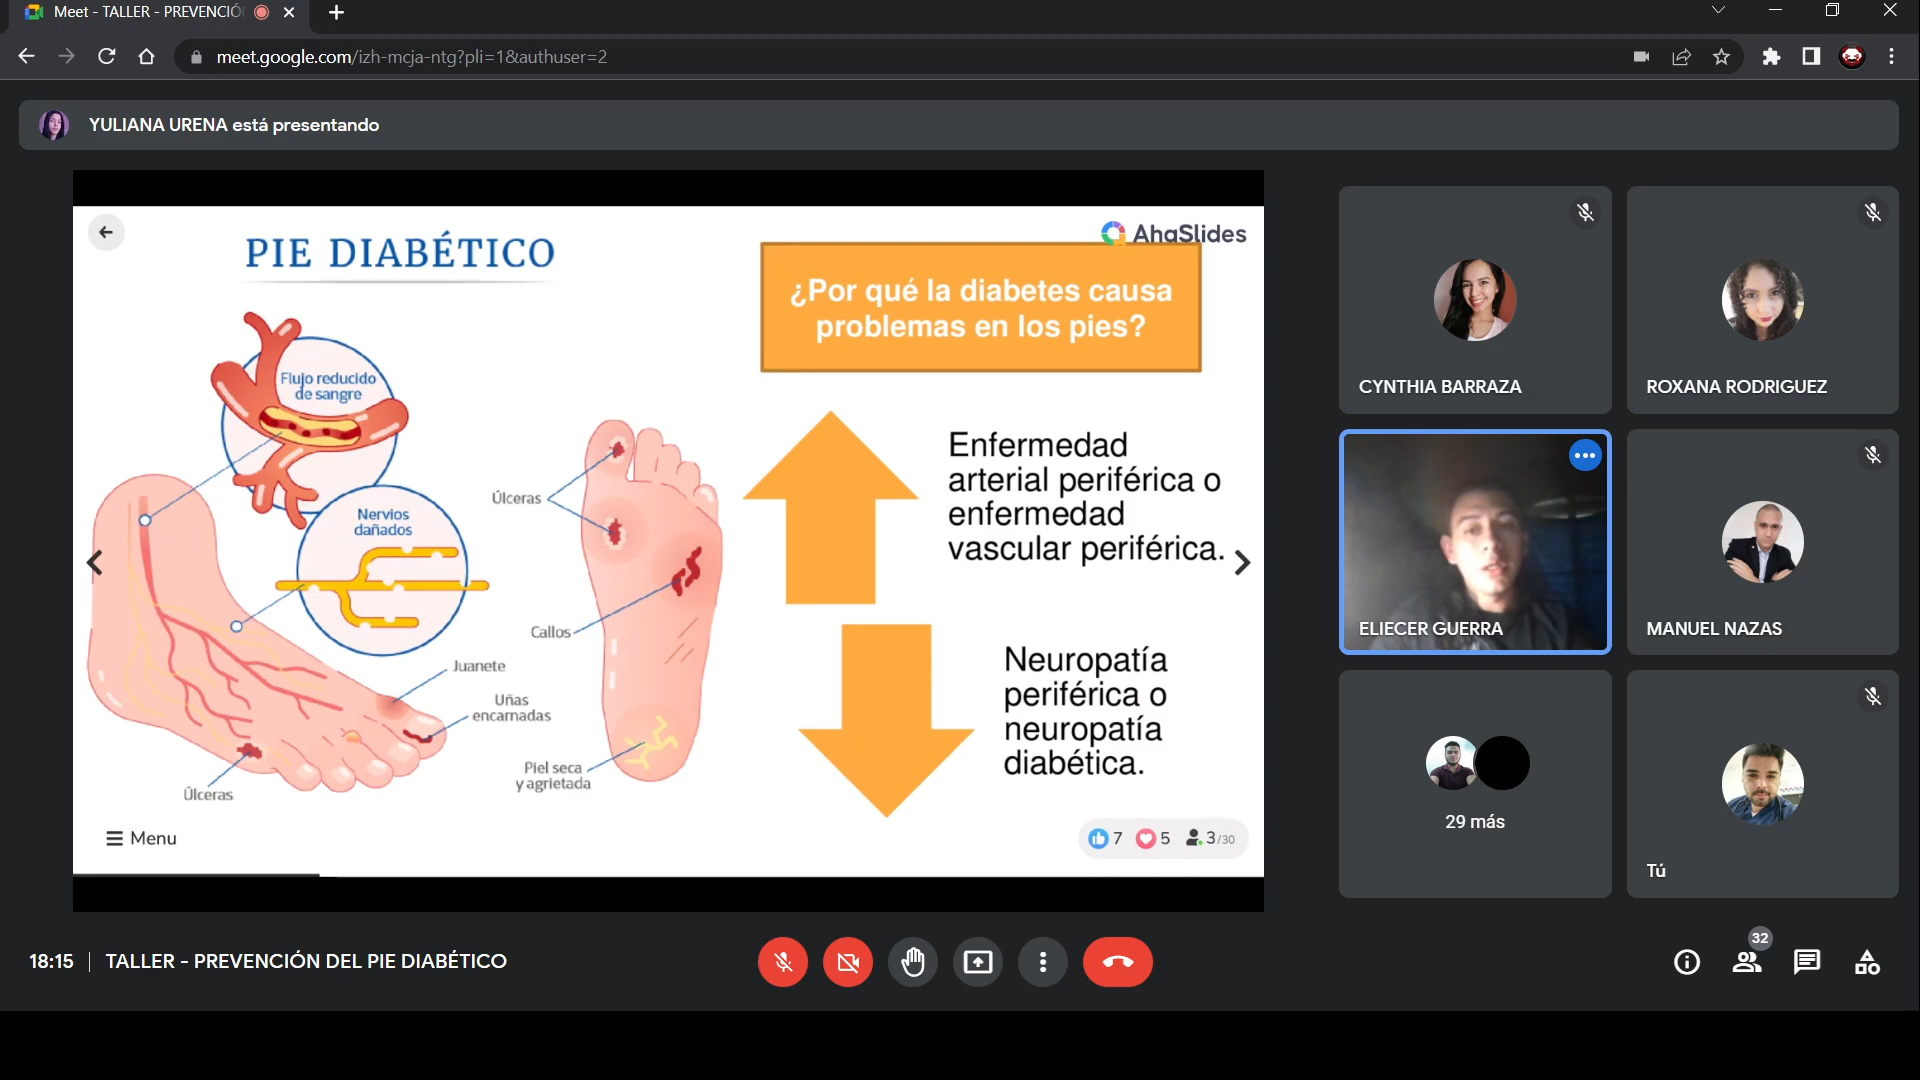 Meet - TALLER - PREVENCIÓ
meet.google.com/izh-mcja-ntg?pli=1&authuser=2
YULIANA URENA está presentando
PIE DIABÉTICO
AhaSlides
¿Por qué la diabetes causa
problemas en los pies?
Flujo reducido
de sangre
Nervios
dañados
Úlceras
Callos
Juanete
Uñas
encarnadas
Piel seca
y agrietada
Úlceras
Enfermedad
arterial periférica o
enfermedad
vascular periférica.
Neuropatía
periférica o
neuropatía
diabética.
Menu
7 5 3/30
CYNTHIA BARRAZA
ROXANA RODRIGUEZ
ELIECER GUERRA
MANUEL NAZAS
29 más
Tú
18:15 | TALLER - PREVENCIÓN DEL PIE DIABÉTICO
32